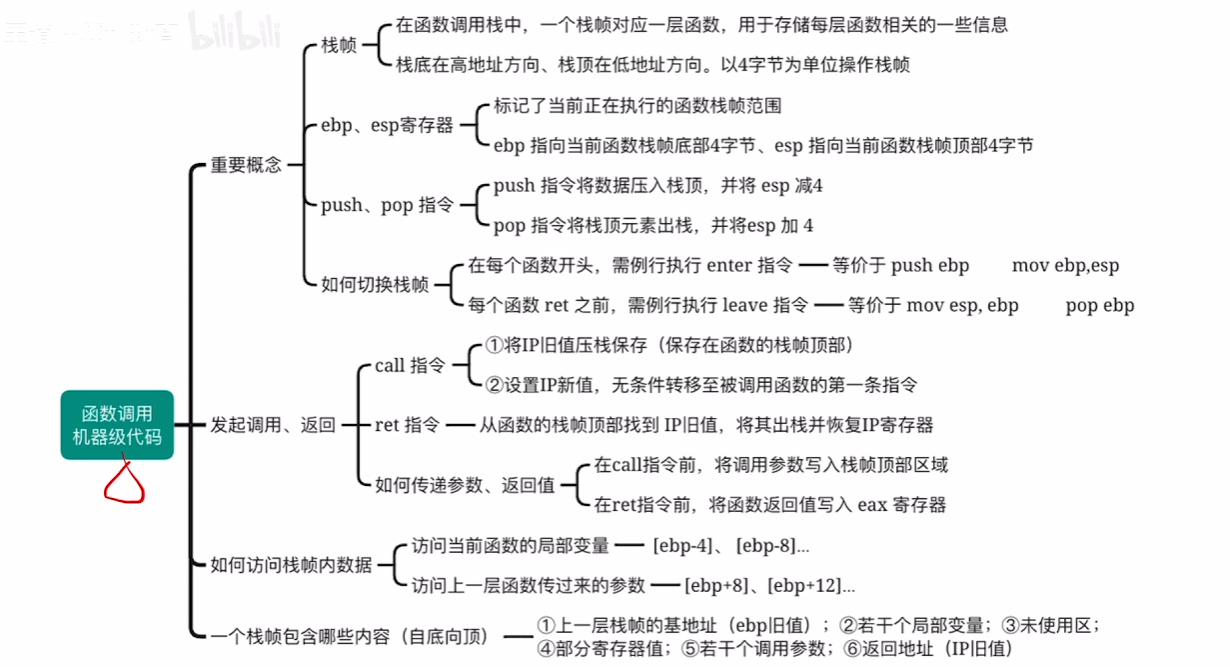 bilibili
栈帧
在函数调用栈中，一个栈帧对应一层函数，用于存储每层函数相关的一些信息
栈底在高地址方向、栈顶在低地址方向。以4字节为单位操作栈帧
ebp、esp寄存器
标记了当前正在执行的函数栈帧范围
ebp 指向当前函数栈帧底部4字节、esp 指向当前函数栈帧顶部4字节
重要概念
push、pop 指令
push 指令将数据压入栈顶，并将 esp 减4
pop 指令将栈顶元素出栈，并将esp 加 4
如何切换栈帧
在每个函数开头，需例行执行 enter 指令
等价于 push ebp mov ebp,esp
每个函数 ret 之前，需例行执行 leave 指令
等价于 mov esp, ebp pop ebp
函数调用
机器级代码
发起调用、返回
call 指令
①将IP旧值压栈保存（保存在函数的栈帧顶部）
②设置IP新值，无条件转移至被调用函数的第一条指令
ret 指令
从函数的栈帧顶部找到 IP旧值，将其出栈并恢复IP寄存器
如何传递参数、返回值
在call指令前，将调用参数写入栈帧顶部区域
在ret指令前，将函数返回值写入 eax 寄存器
如何访问栈帧内数据
访问当前函数的局部变量
[ebp-4]、 [ebp-8]...
访问上一层函数传过来的参数
[ebp+8]、[ebp+12]...
一个栈帧包含哪些内容（自底向顶）
①上一层栈帧的基地址（ebp旧值）；②若干个局部变量；③未使用区；
④部分寄存器值；⑤若干个调用参数；⑥返回地址（IP旧值）